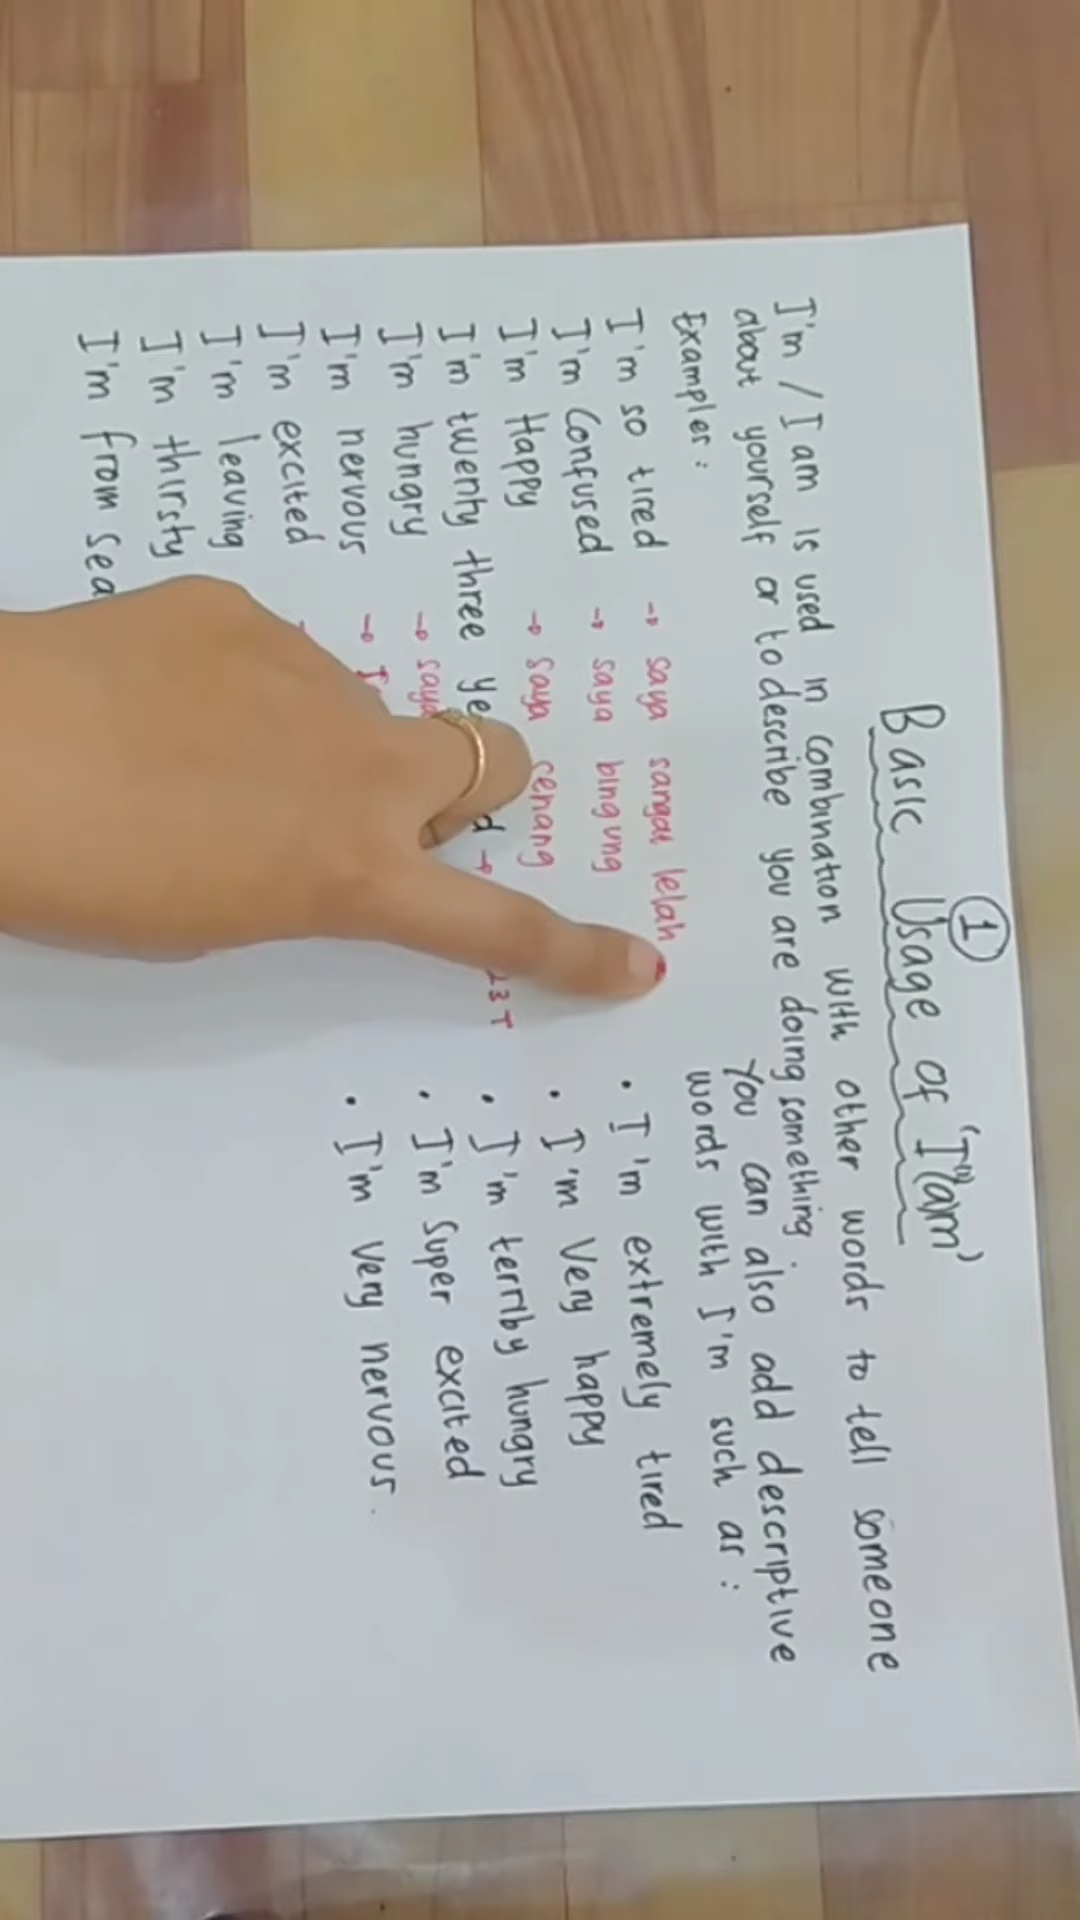 1
Basic Usage of 'I(')am'
I'm / I am is used in combination with other words to tell someone
about yourself or to describe you are doing something.
Examples:
I'm so tired → saya sangat lelah
I'm Confused → saya bingung
I'm Happy → saya senang
I'm twenty three → 23 T
I'm hungry → saya
I'm nervous →
I'm excited
I'm leaving
I'm thirsty
I'm from
You can also add descriptive
words with I'm such as:
• I'm extremely tired
• I'm Very happy
• I'm terriby hungry
• I'm Super excited
• I'm Very nervous.